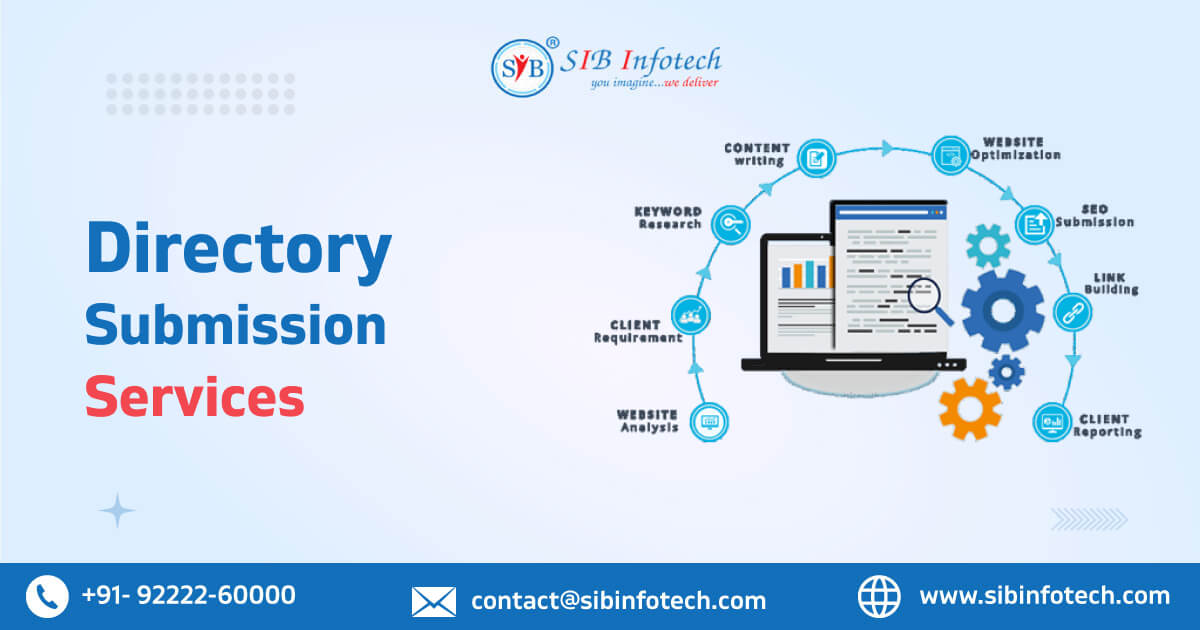 SIB
®
SIB Infotech
you imagine...we deliver
Directory
Submission
Services
WEBSITE
Analysis
CLIENT
Requirement
KEYWORD
Research
CONTENT
writing
WEBSITE
Optimization
SEO
Submission
LINK
Building
CLIENT
Reporting
+91- 92222-60000
contact@sibinfotech.com
www.sibinfotech.com